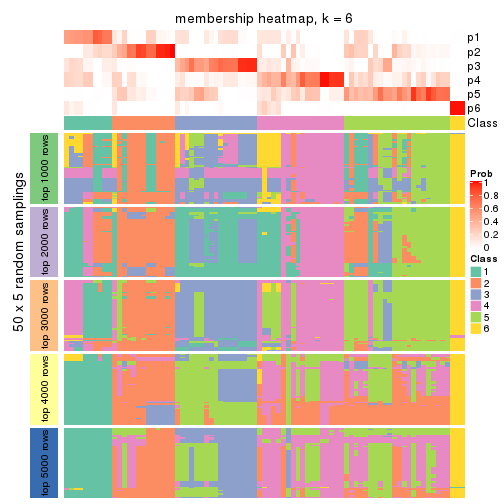 membership heatmap, k = 6
p1
p2
p3
p4
p5
p6
Class
50 x 5 random samplings
top 1000 rows
top 2000 rows
top 3000 rows
top 4000 rows
top 5000 rows
Prob
1
0.8
0.6
0.4
0.2
0
Class
1
2
3
4
5
6